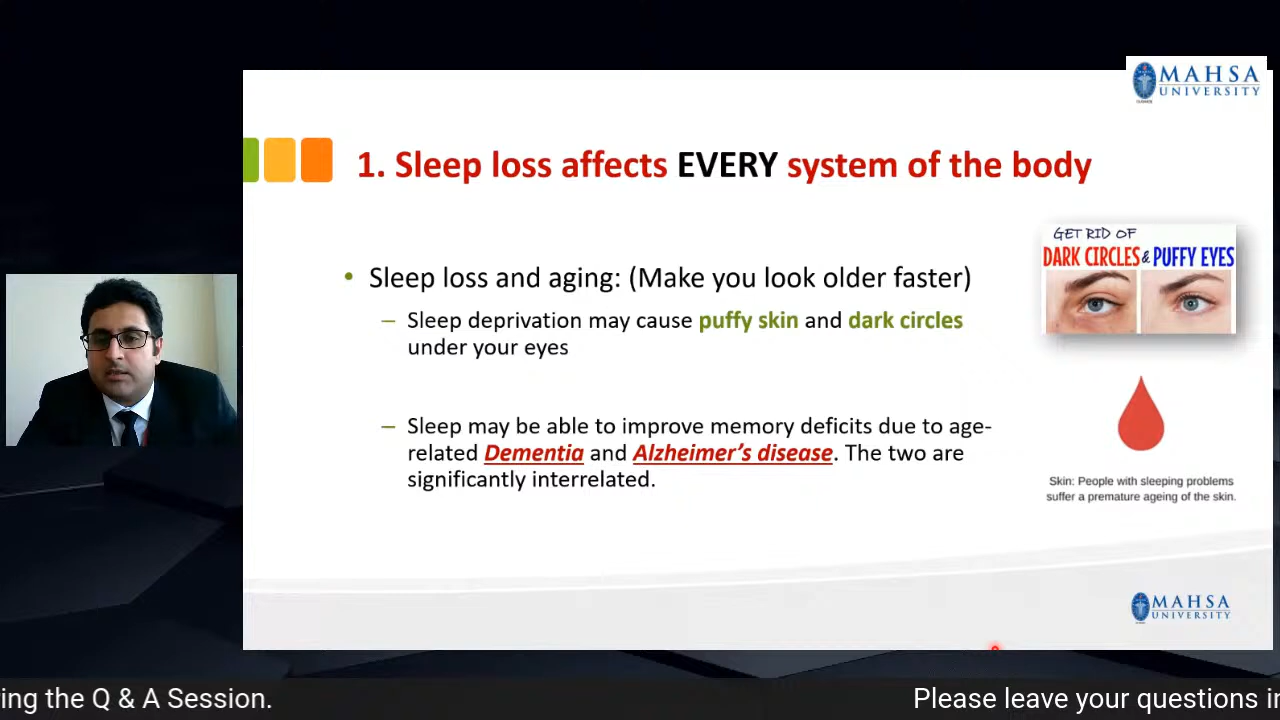 MAHSA
UNIVERSITY
1. Sleep loss affects EVERY system of the body
• Sleep loss and aging: (Make you look older faster)
– Sleep deprivation may cause puffy skin and dark circles
under your eyes
– Sleep may be able to improve memory deficits due to age-
related Dementia and Alzheimer's disease. The two are
significantly interrelated.
GET RID OF
DARK CIRCLES & PUFFY EYES
Skin: People with sleeping problems
suffer a premature ageing of the skin.
MAHSA
UNIVERSITY
ring the Q & A Session.
Please leave your questions in